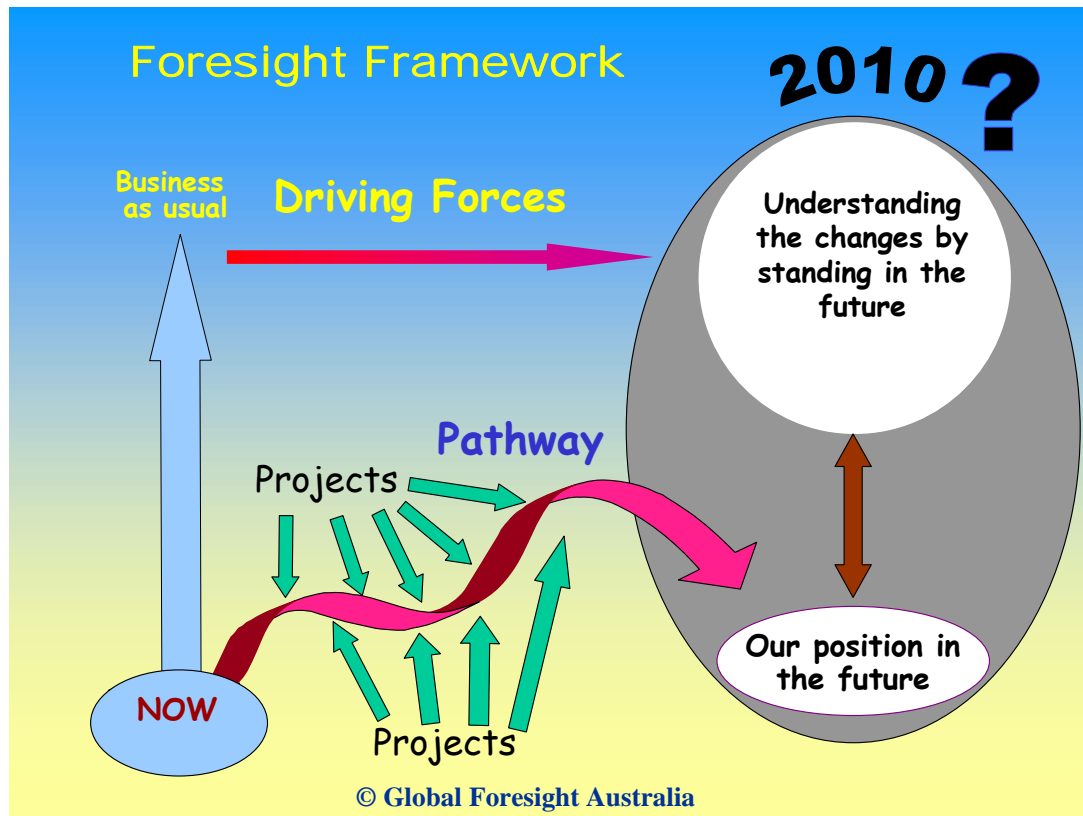 Foresight Framework
2010 ?
Business
as usual
Driving Forces
Understanding
the changes by
standing in the
future
Pathway
Projects
Our position in
the future
NOW
Projects
© Global Foresight Australia